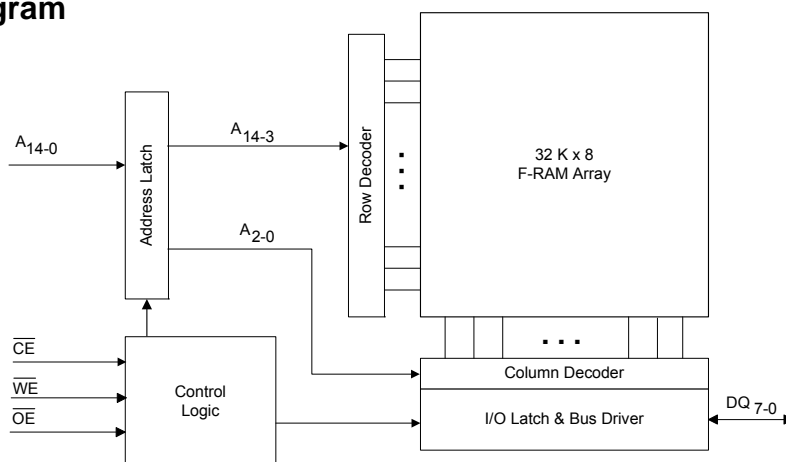 gram
A14-0
Address Latch
A14-3
A2-0
Row Decoder
32 K x 8
F-RAM Array
CE
WE
OE
Control
Logic
Column Decoder
I/O Latch & Bus Driver
DQ 7-0